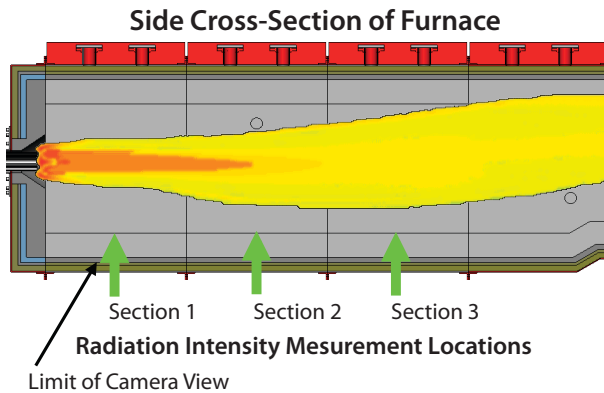 Side Cross-Section of Furnace
Section 1
Section 2
Section 3
Radiation Intensity Mesurement Locations
Limit of Camera View